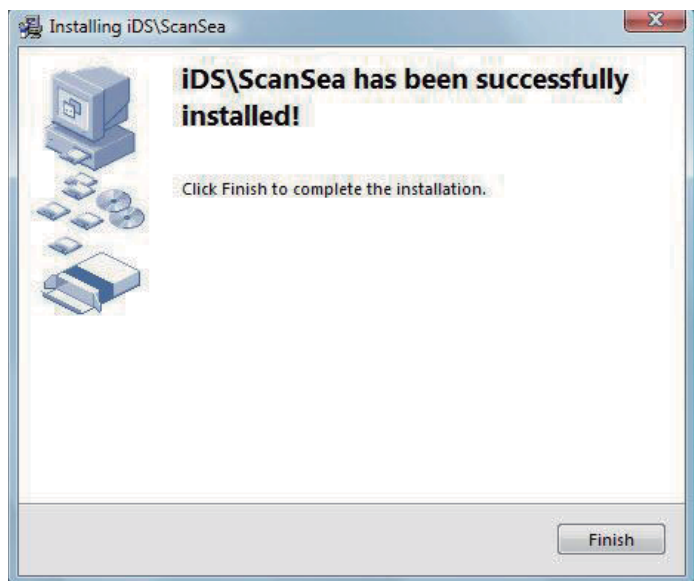 Installing iDS\ScanSea
iDS\ScanSea has been successfully
installed!
Click Finish to complete the installation.
Finish